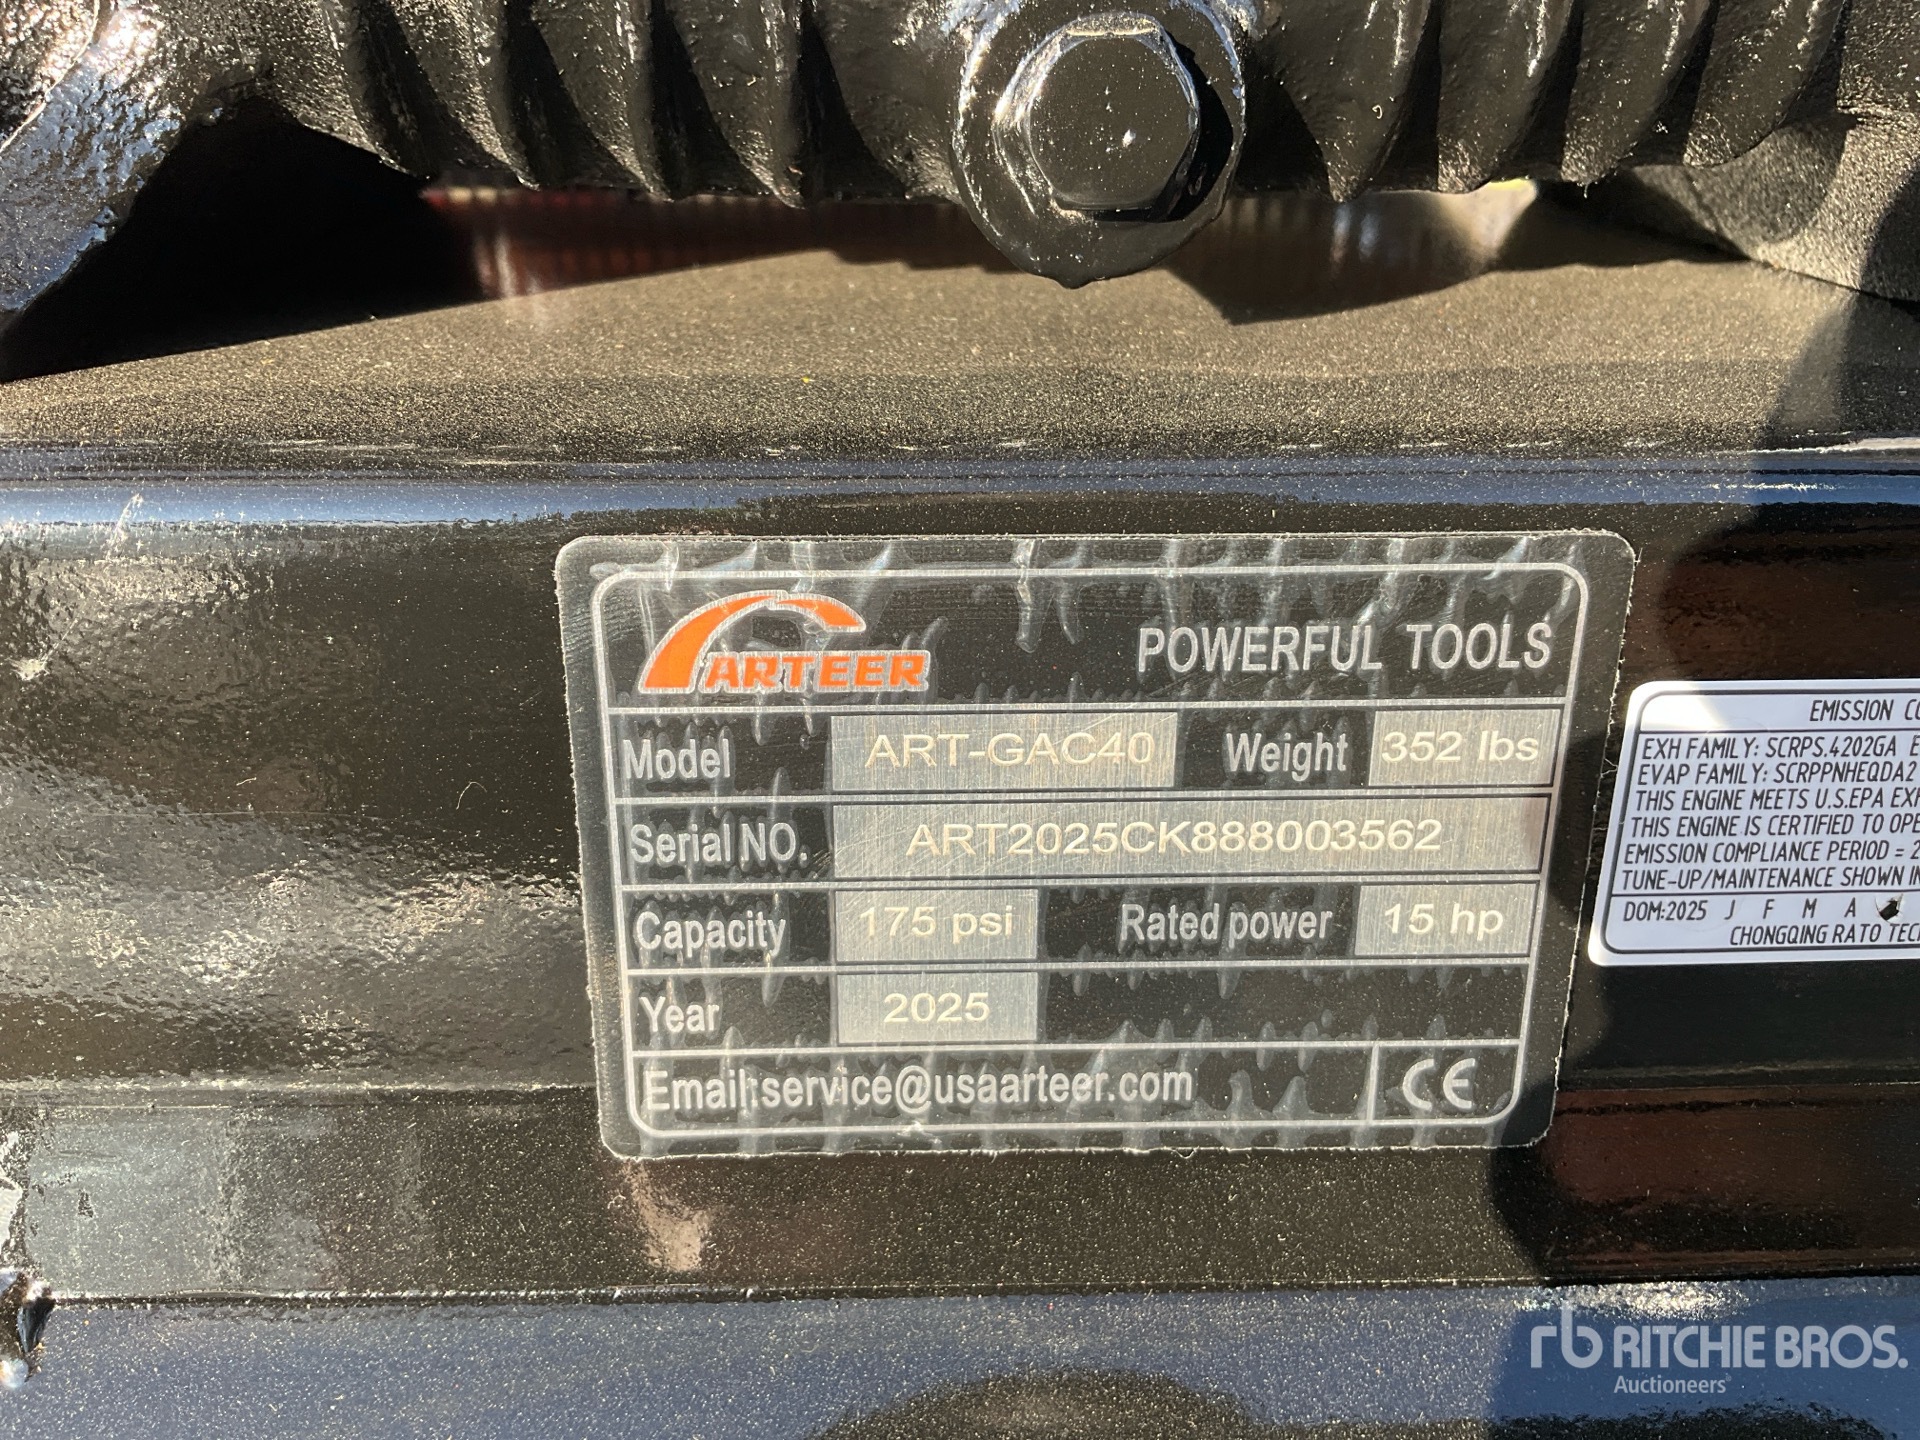 ARTEER
POWERFUL TOOLS
Model ART-GAC40 Weight 352 lbs
Serial NO. ART2025CK888003562
Capacity 175 psi Rated power 15 hp
Year 2025
Email:service@usaarteer.com CE
EMISSION
EXH FAMILY: SCRPS.4202GA
EVAP FAMILY: SCRPPNHEQDA2
THIS ENGINE MEETS U.S.EPA
THIS ENGINE IS CERTIFIED TO
EMISSION COMPLIANCE PERIOD =
TUNE-UP/MAINTENANCE SHOWN
DOM:2025 J F M A
CHONGQING RATO
rb RITCHIE BROS.
Auctioneers